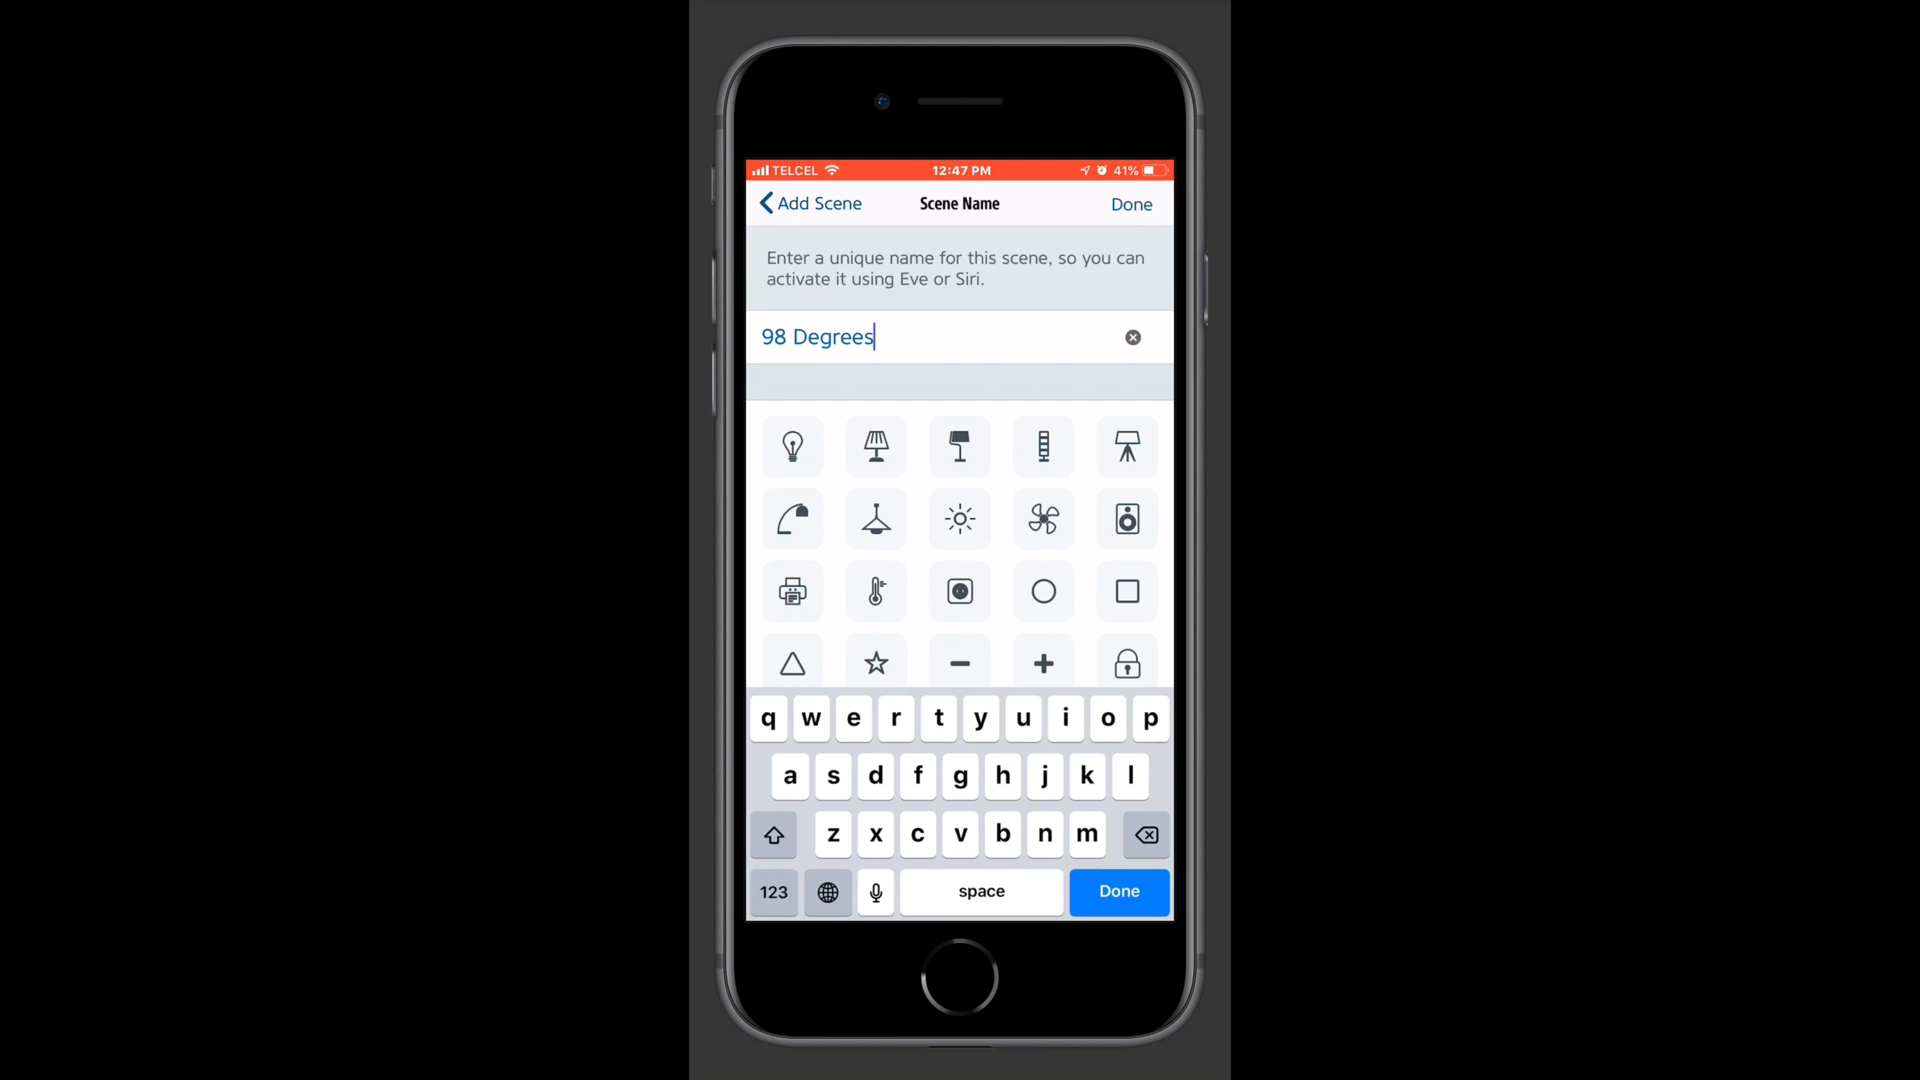 TELCEL 12:47 PM 41%
Add Scene Scene Name Done
Enter a unique name for this scene, so you can
activate it using Eve or Siri.
98 Degrees
q w e r t y u i o p
a s d f g h j k l
z x c v b n m
123 space Done